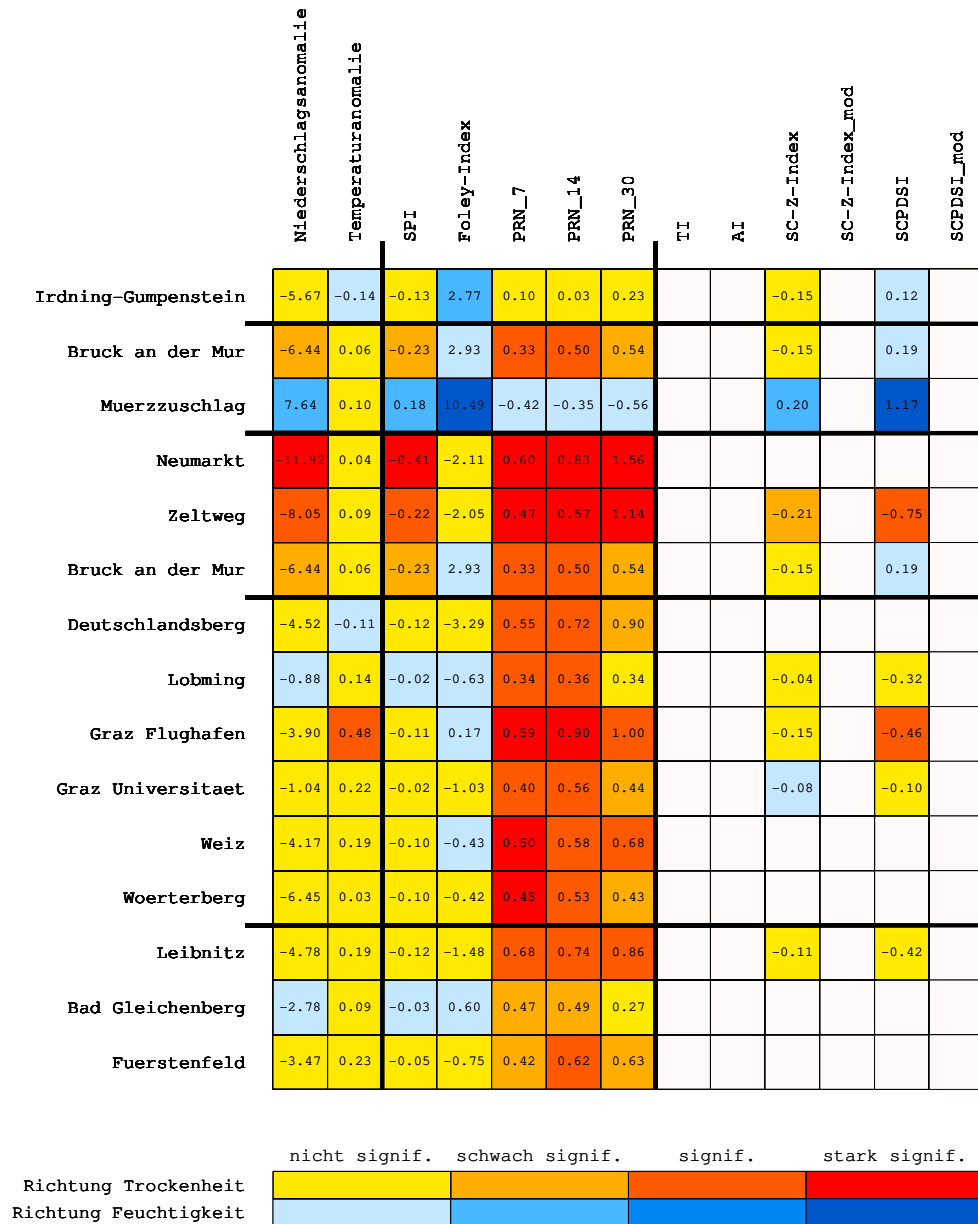 Niederschlagsanomalie Temperaturanomalie SPI Foley-Index PRN_7 PRN_14 PRN_30 TI AI SC-Z-Index SC-Z-Index_mod SCPDSI SCPDSI_mod
Irdning-Gumpenstein -5.67 -0.14 -0.13 2.77 0.10 0.03 0.23 -0.15 0.12
Bruck an der Mur -6.44 0.06 -0.23 2.93 0.33 0.50 0.54 -0.15 0.19
Muerzzuschlag 7.64 0.10 0.18 10.49 -0.42 -0.35 -0.56 0.20 1.17
Neumarkt -11.92 0.04 -0.41 -2.11 0.60 0.83 1.56
Zeltweg -8.05 0.09 -0.22 -2.05 0.47 0.57 1.14 -0.21 -0.75
Bruck an der Mur -6.44 0.06 -0.23 2.93 0.33 0.50 0.54 -0.15 0.19
Deutschlandsberg -4.52 -0.11 -0.12 -3.29 0.55 0.72 0.90
Lobming -0.88 0.14 -0.02 -0.63 0.34 0.36 0.34 -0.04 -0.32
Graz Flughafen -3.90 0.48 -0.11 0.17 0.59 0.90 1.00 -0.15 -0.46
Graz Universitaet -1.04 0.22 -0.02 -1.03 0.40 0.56 0.44 -0.08 -0.10
Weiz -4.17 0.19 -0.10 -0.43 0.50 0.58 0.68
Woerterberg -6.45 0.03 -0.10 -0.42 0.45 0.53 0.43
Leibnitz -4.78 0.19 -0.12 -1.48 0.68 0.74 0.86 -0.11 -0.42
Bad Gleichenberg -2.78 0.09 -0.03 0.60 0.47 0.49 0.27
Fuerstenfeld -3.47 0.23 -0.05 -0.75 0.42 0.62 0.63
nicht signif. schwach signif. signif. stark signif.
Richtung Trockenheit
Richtung Feuchtigkeit